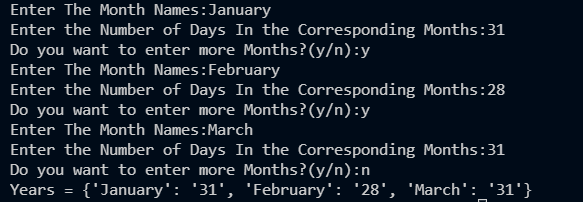 Enter The Month Names:January
Enter the Number of Days In the Corresponding Months:31
Do you want to enter more Months?(y/n):y
Enter The Month Names:February
Enter the Number of Days In the Corresponding Months:28
Do you want to enter more Months?(y/n):y
Enter The Month Names:March
Enter the Number of Days In the Corresponding Months:31
Do you want to enter more Months?(y/n):n
Years = {'January': '31', 'February': '28', 'March': '31'}